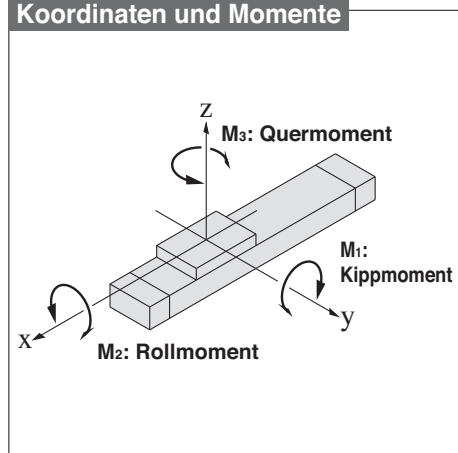 Koordinaten und Momente
z
M₃: Quermoment
M₁:
Kippmoment
y
x
M₂: Rollmoment